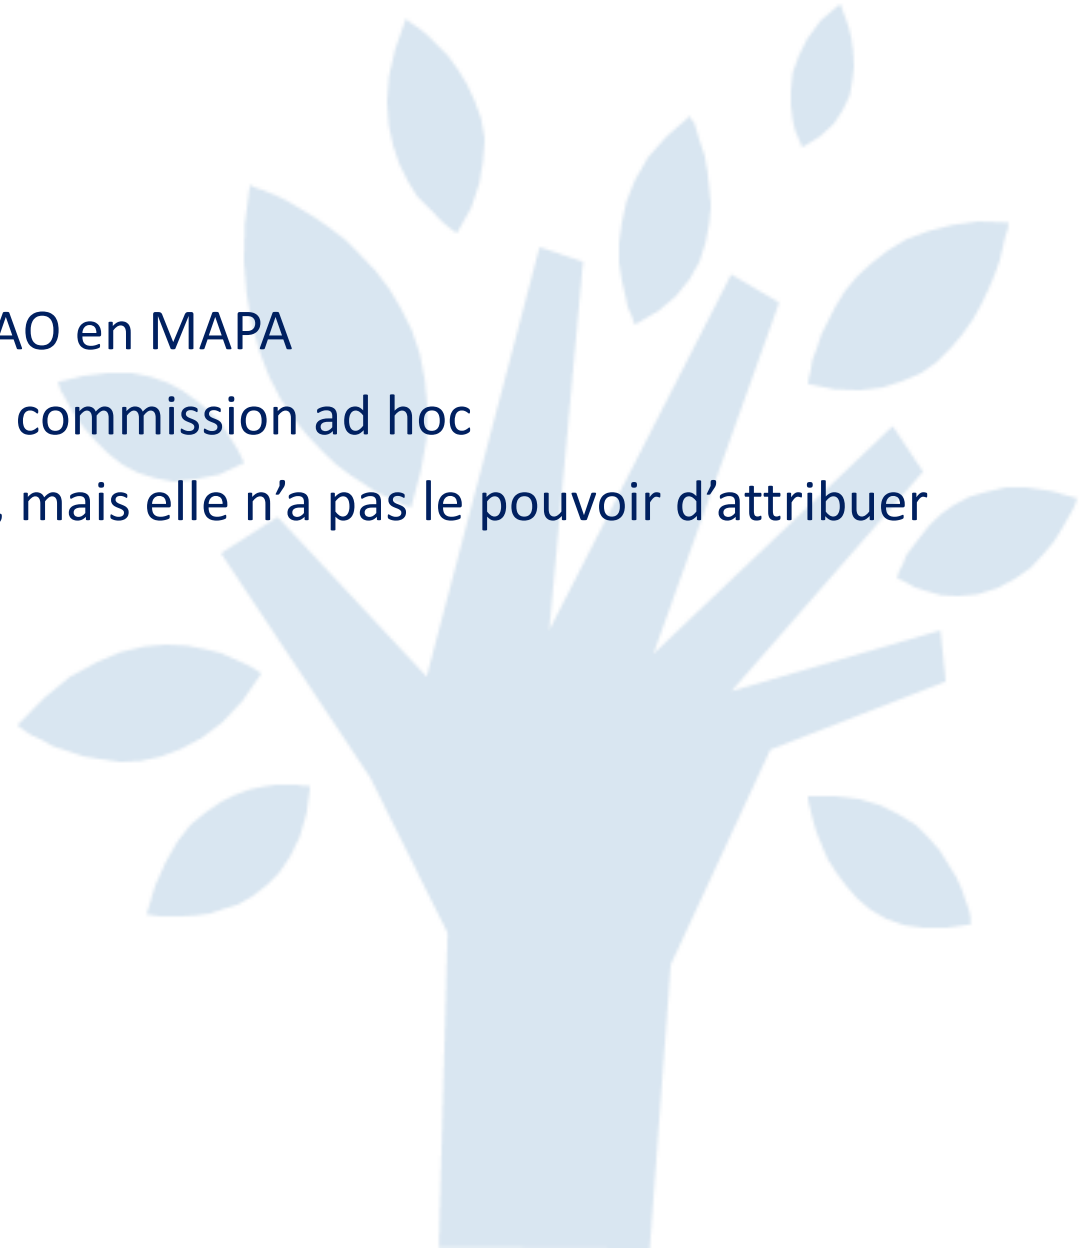 AO en MAPA
commission ad hoc
, mais elle n’a pas le pouvoir d’attribuer